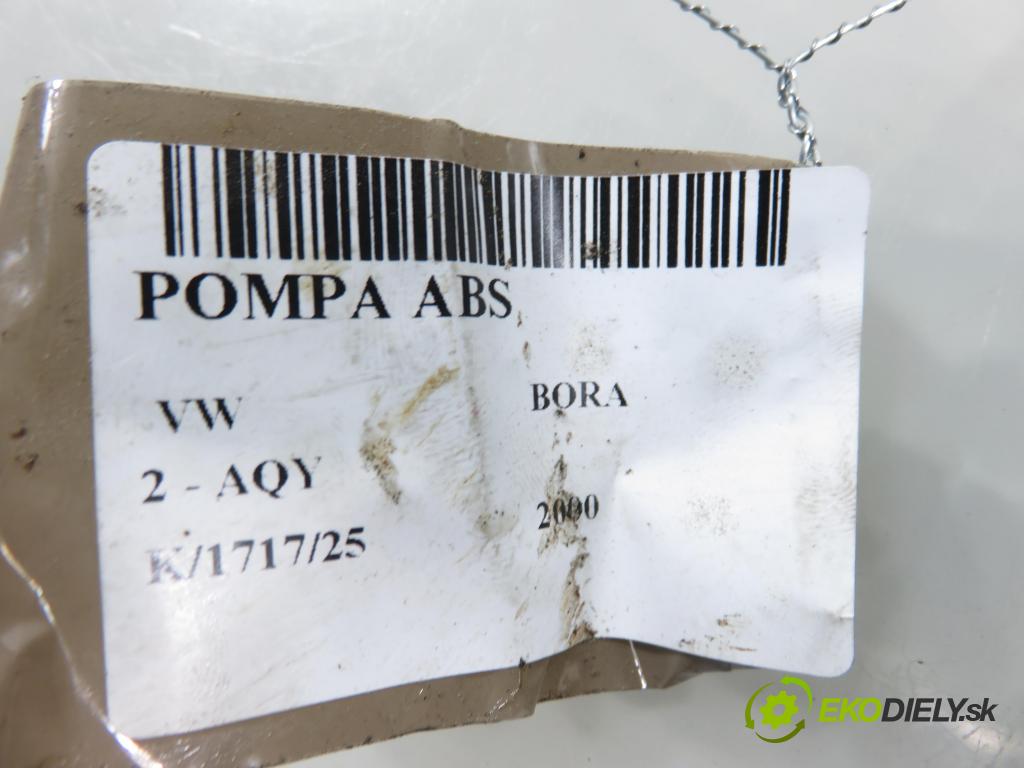 POMPA ABS
VW BORA
2 - AQY 2000
K/1717/25
EKODIELY.sk